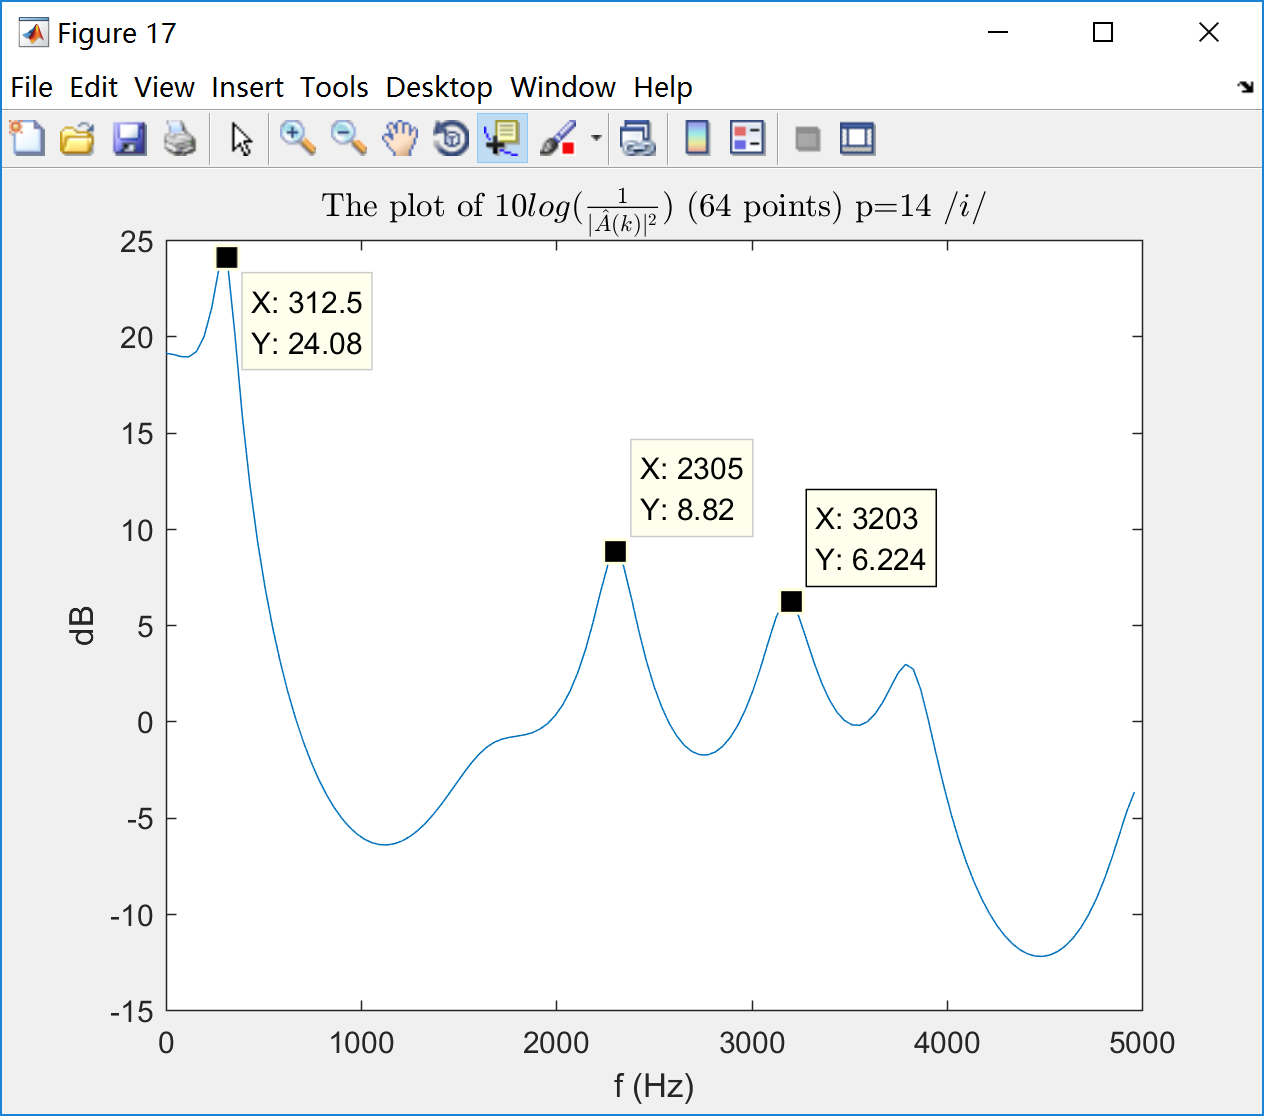 Figure 17
File Edit View Insert Tools Desktop Window Help
The plot of 10log(1/|Â(k)|²) (64 points) p=14 /i/
25
20
15
10
5
0
-5
-10
-15
dB
X: 312.5
Y: 24.08
X: 2305
Y: 8.82
X: 3203
Y: 6.224
0 1000 2000 3000 4000 5000
f (Hz)